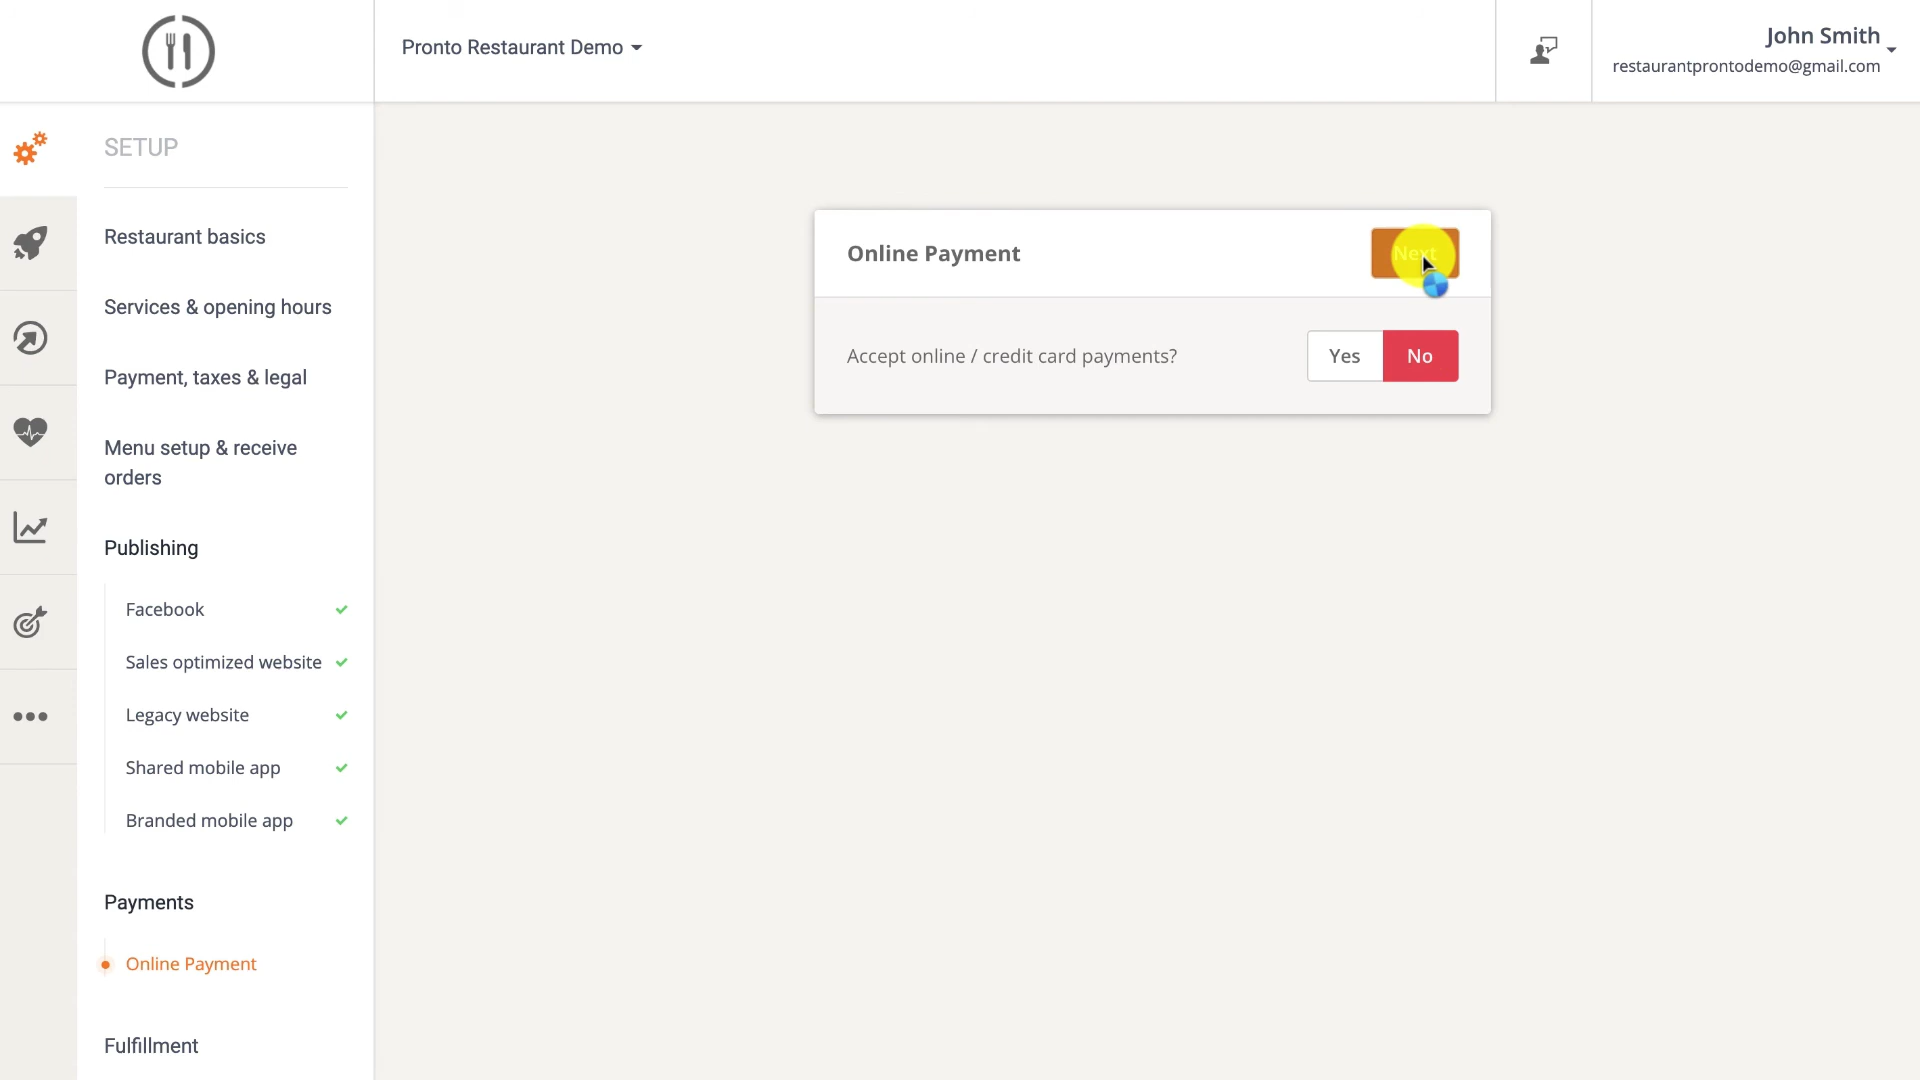 Pronto Restaurant Demo
John Smith
restaurantprontodemo@gmail.com
SETUP
Restaurant basics
Services & opening hours
Payment, taxes & legal
Menu setup & receive
orders
Publishing
Facebook
Sales optimized website
Legacy website
Shared mobile app
Branded mobile app
Payments
Online Payment
Fulfillment
Online Payment
Next
Accept online / credit card payments?
Yes
No